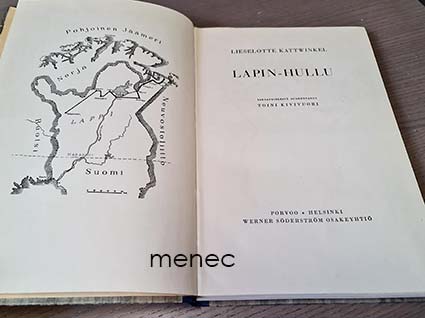 Pohjoinen Jäämeri
Norja
Neuvostoliitto
LAPPI
Ruotsi
Suomi
LIESELOTTE KATTWINKEL
LAPIN-HULLU
TOINI KIVIVUORI
PORVOO • HELSINKI
WERNER SÖDERSTRÖM OSAKEYHTIÖ
menec